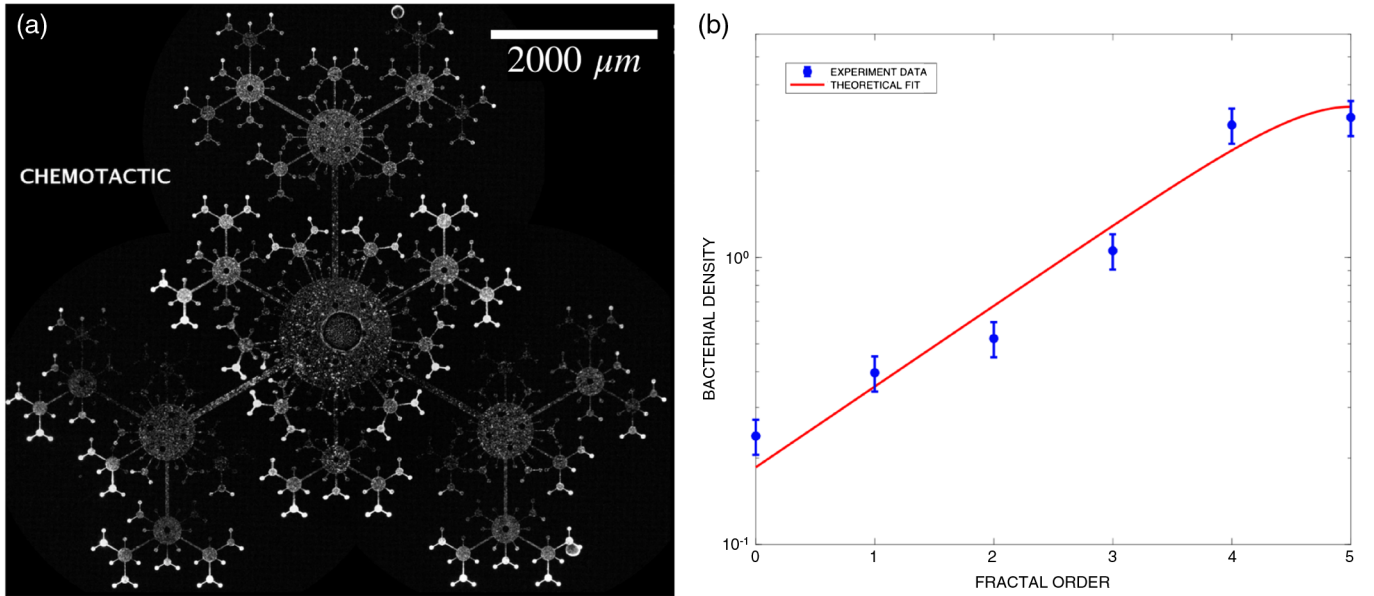 (a)
2000 µm
CHEMOTACTIC
(b)
EXPERIMENT DATA
THEORETICAL FIT
BACTERIAL DENSITY
10⁰
10⁻¹
0 1 2 3 4 5
FRACTAL ORDER